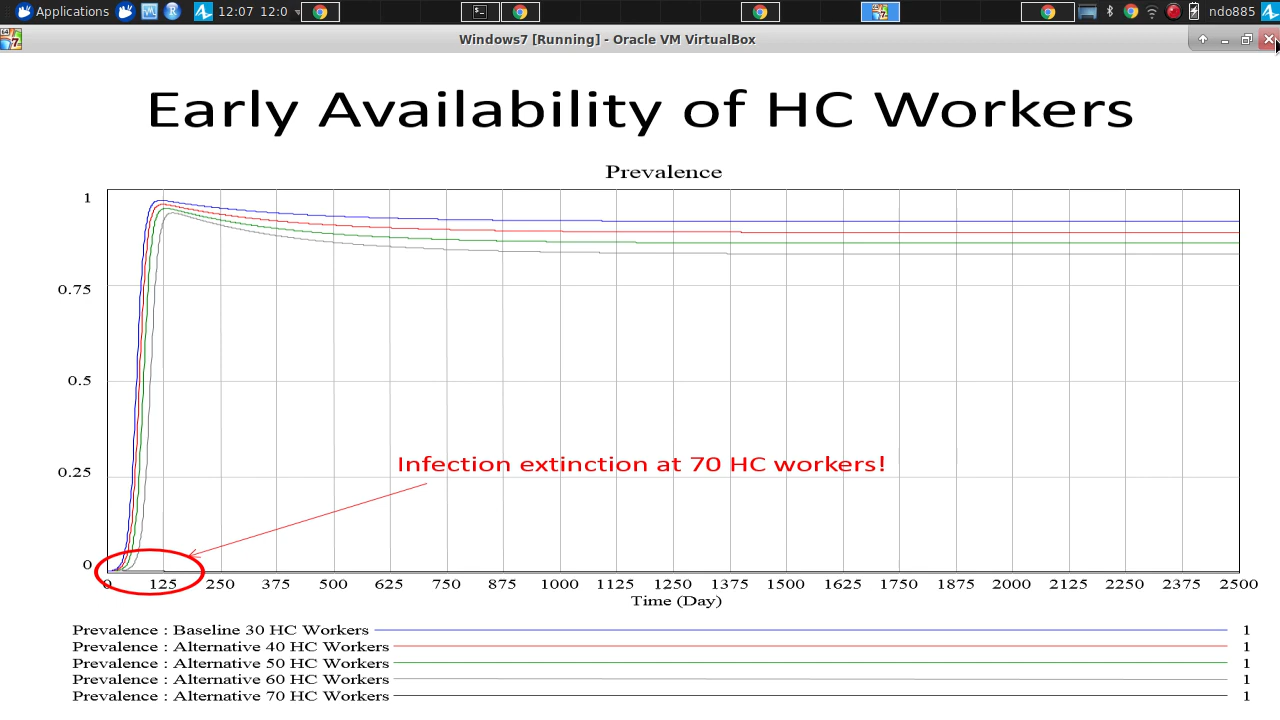 Applications 12:07 12:0 ndo885
Windows7 [Running] - Oracle VM VirtualBox
Early Availability of HC Workers
Prevalence
1
0.75
0.5
0.25
0
Infection extinction at 70 HC workers!
0 125 250 375 500 625 750 875 1000 1125 1250 1375 1500 1625 1750 1875 2000 2125 2250 2375 2500
Time (Day)
Prevalence : Baseline 30 HC Workers 1
Prevalence : Alternative 40 HC Workers 1
Prevalence : Alternative 50 HC Workers 1
Prevalence : Alternative 60 HC Workers 1
Prevalence : Alternative 70 HC Workers 1